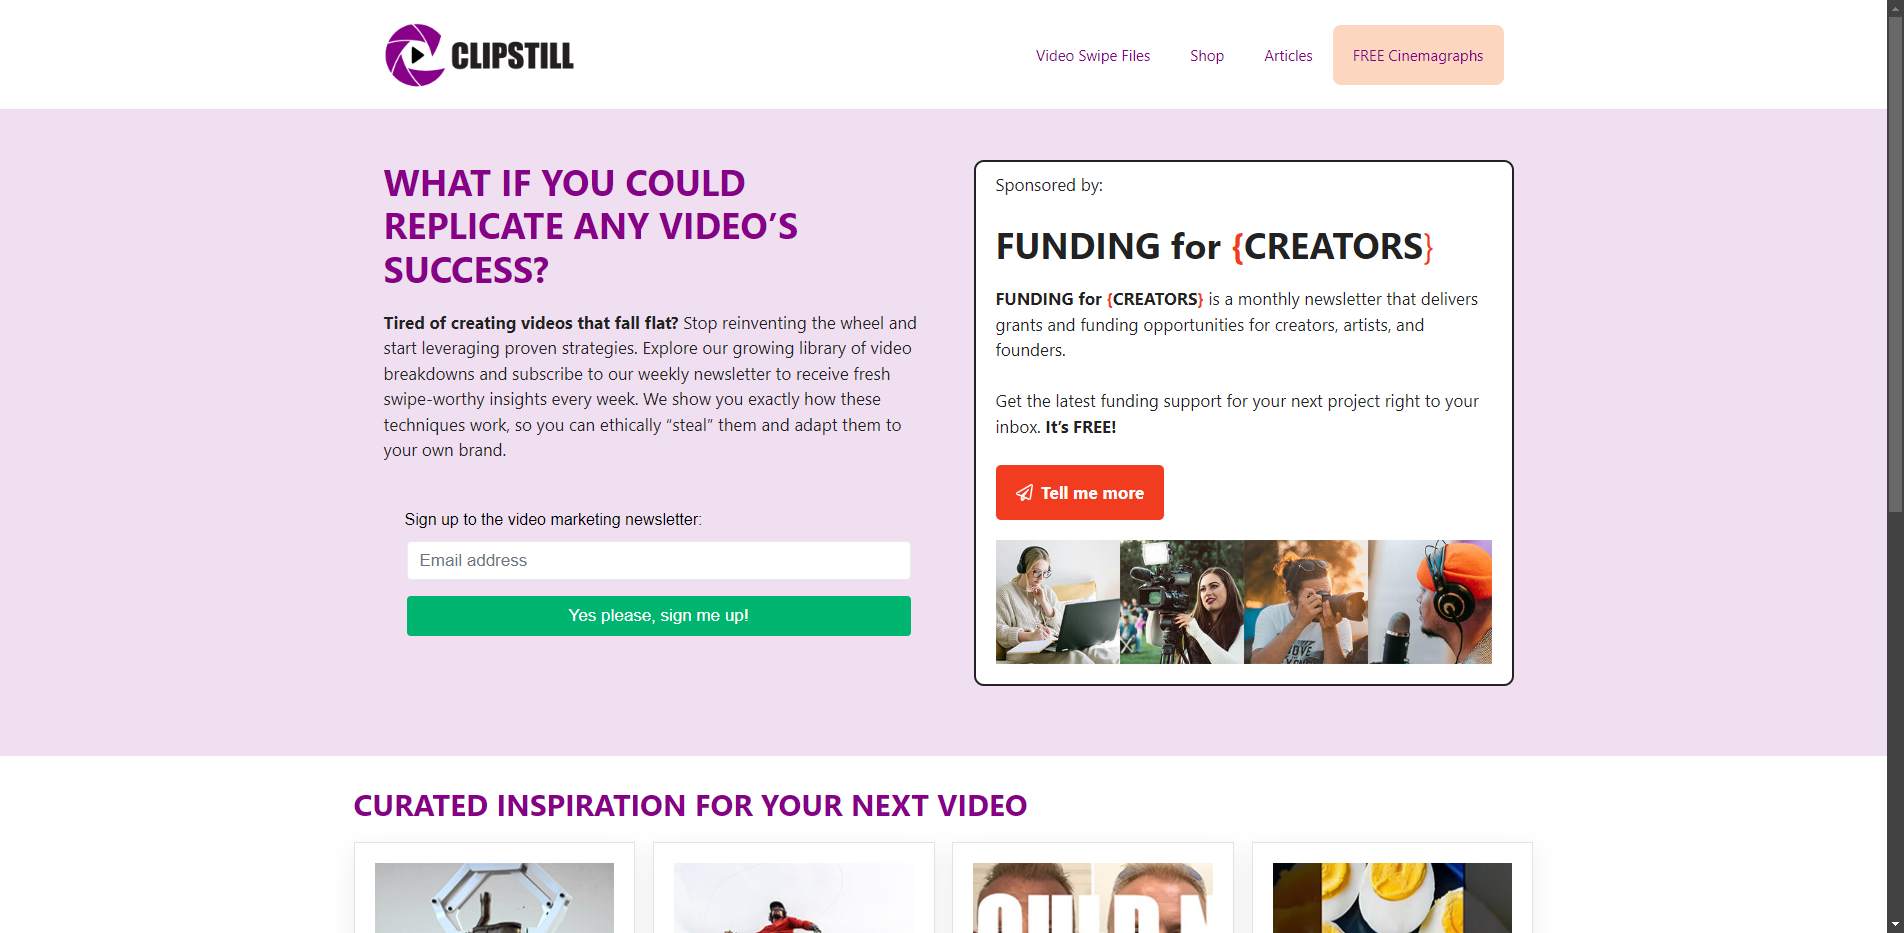 CLIPSTILL
Video Swipe Files
Shop
Articles
FREE Cinemagraphs
WHAT IF YOU COULD
REPLICATE ANY VIDEO’S
SUCCESS?
Tired of creating videos that fall flat? Stop reinventing the wheel and
start leveraging proven strategies. Explore our growing library of video
breakdowns and subscribe to our weekly newsletter to receive fresh
swipe-worthy insights every week. We show you exactly how these
techniques work, so you can ethically “steal” them and adapt them to
your own brand.
Sign up to the video marketing newsletter:
Email address
Yes please, sign me up!
Sponsored by:
FUNDING for {CREATORS}
FUNDING for {CREATORS} is a monthly newsletter that delivers
grants and funding opportunities for creators, artists, and
founders.
Get the latest funding support for your next project right to your
inbox. It’s FREE!
Tell me more
CURATED INSPIRATION FOR YOUR NEXT VIDEO